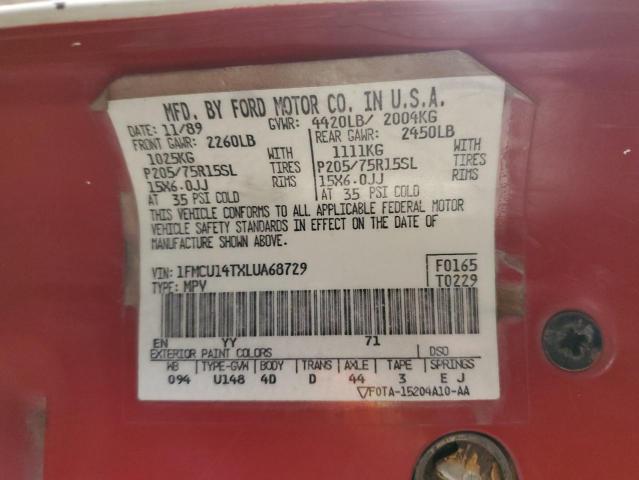 MFD. BY FORD MOTOR CO. IN U.S.A.
DATE: 11/89 GVWR: 4420LB/ 2004KG
FRONT GAWR: 2260LB REAR GAWR: 2450LB
1025KG WITH 1111KG WITH
P205/75R15SL TIRES P205/75R15SL TIRES
15X6.0JJ RIMS 15X6.0JJ RIMS
AT 35 PSI COLD AT 35 PSI COLD
THIS VEHICLE CONFORMS TO ALL APPLICABLE FEDERAL MOTOR
VEHICLE SAFETY STANDARDS IN EFFECT ON THE DATE OF
MANUFACTURE SHOWN ABOVE.
VIN: 1FMCU14TXLUA68729 F0165
TYPE: MPV T0229
EN YY 71
EXTERIOR PAINT COLORS DSO
WB TYPE-GVW BODY TRANS AXLE TAPE SPRINGS
094 U148 4D D 44 3 E J
▽F0TA-15204A10-AA